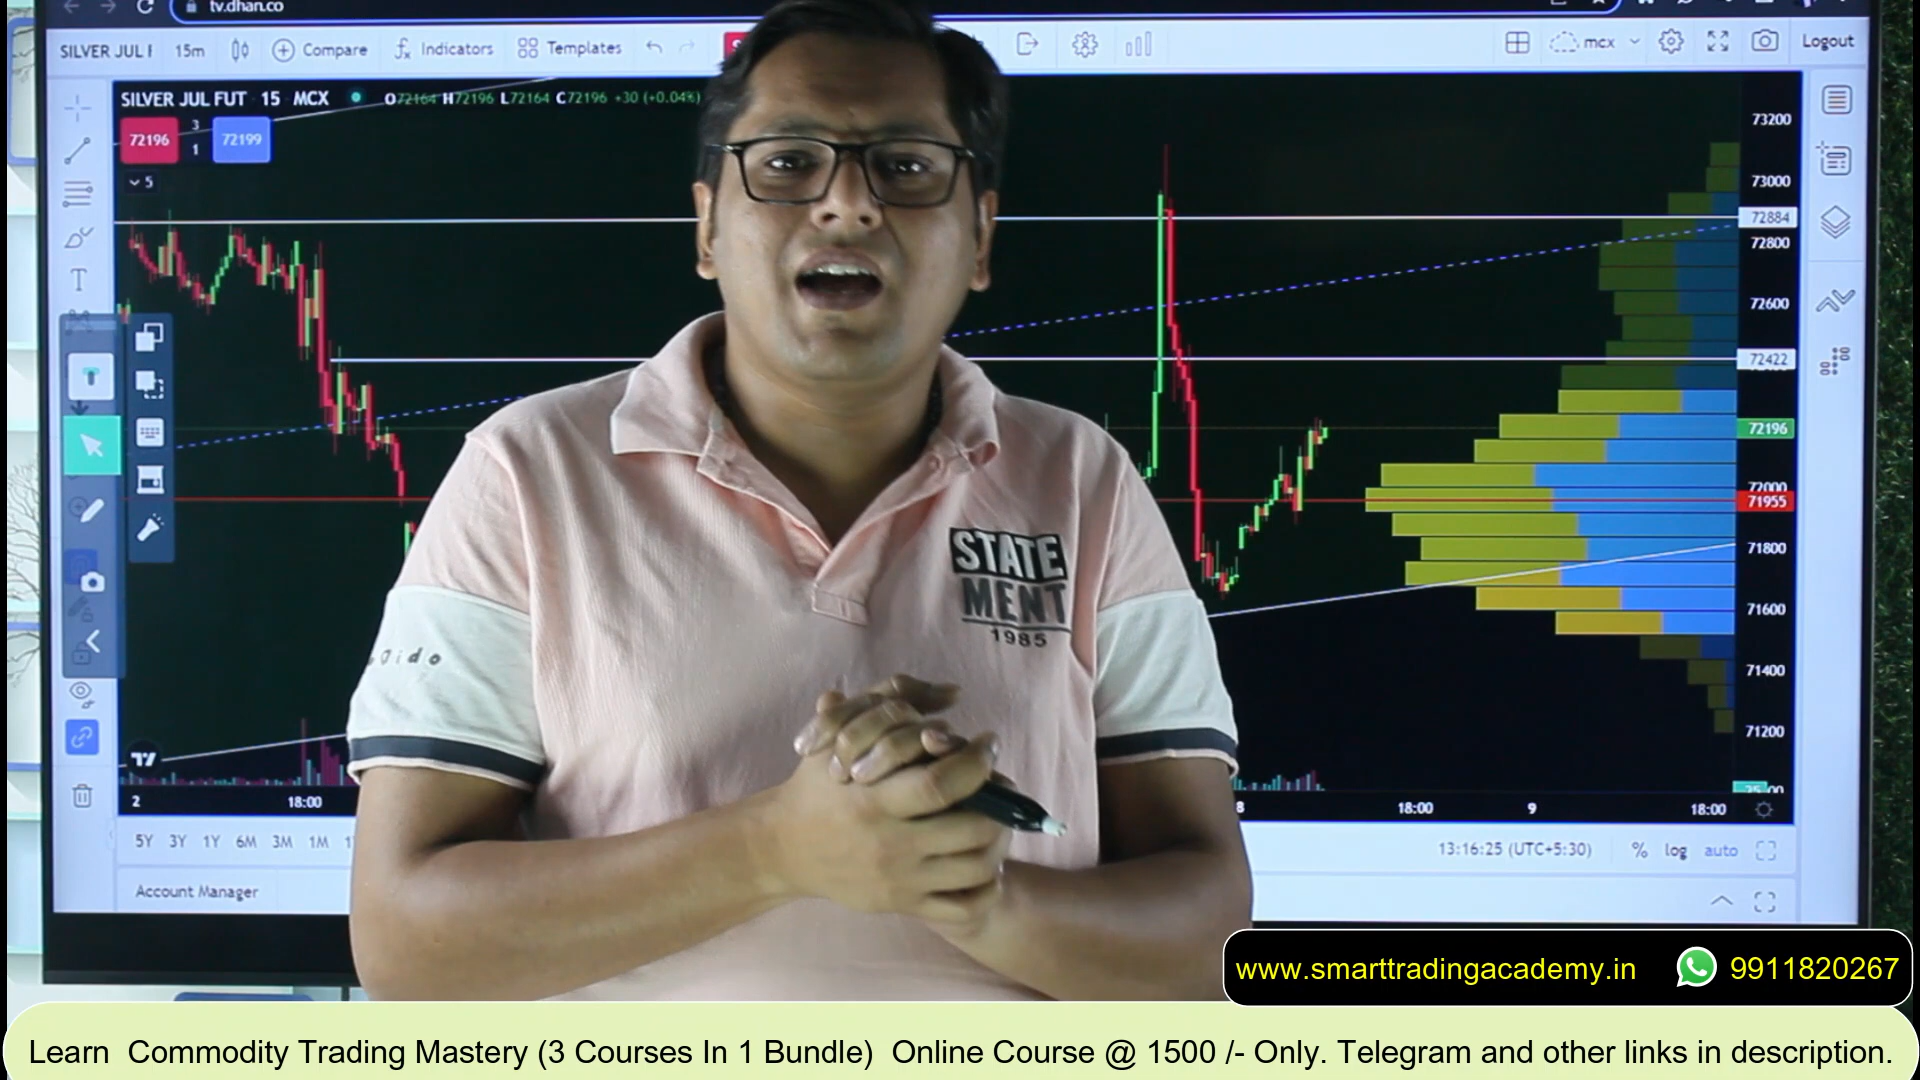 tv.dhan.co
SILVER JUL F 15m Compare Indicators Templates mcx Logout
SILVER JUL FUT · 15 MCX O72164 H72196 L72164 C72196 +30 (+0.04%)
72196 3 1 72199
5
73200
73000
72884
72800
72600
72422
72196
72000
71955
71800
71600
71400
71200
STATE
MENT
1985
T
2 18:00 8 18:00 9 18:00
5Y 3Y 1Y 6M 3M 1M
13:16:25 (UTC+5:30) % log auto
Account Manager
www.smarttradingacademy.in 9911820267
Learn Commodity Trading Mastery (3 Courses In 1 Bundle) Online Course @ 1500 /- Only. Telegram and other links in description.